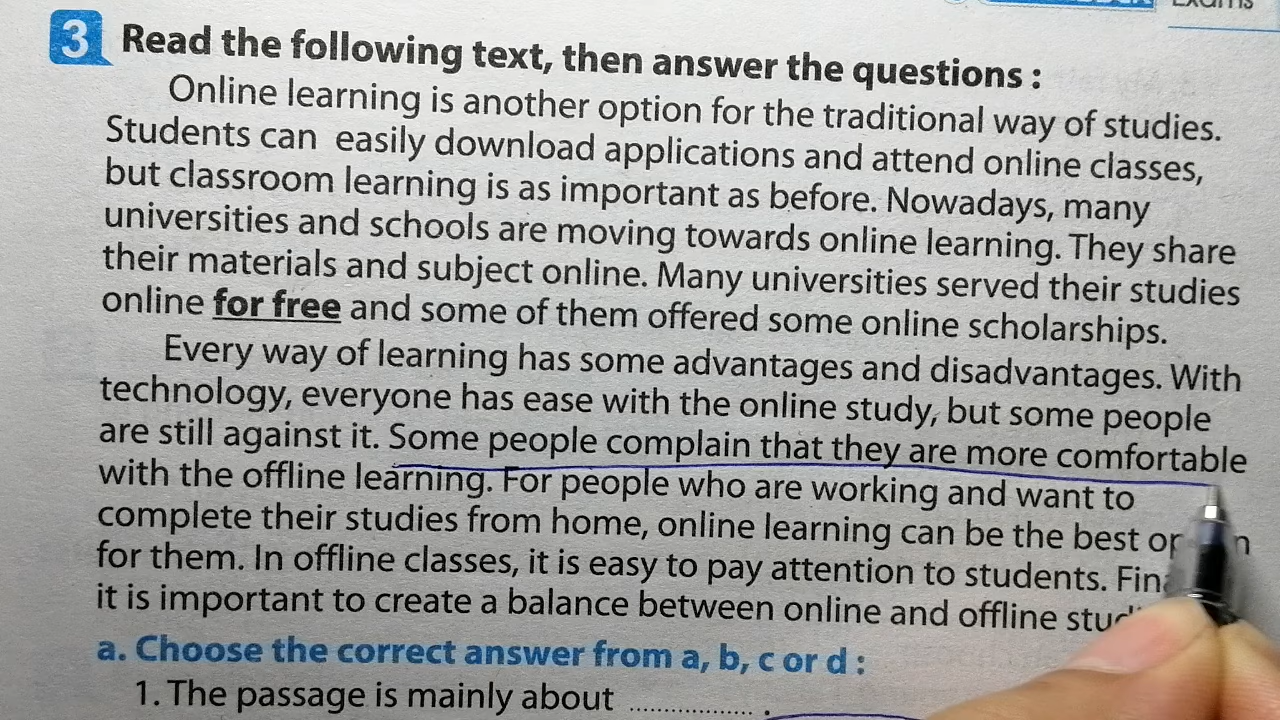 Exams
3 Read the following text, then answer the questions :
Online learning is another option for the traditional way of studies.
Students can easily download applications and attend online classes,
but classroom learning is as important as before. Nowadays, many
universities and schools are moving towards online learning. They share
their materials and subject online. Many universities served their studies
online for free and some of them offered some online scholarships.
Every way of learning has some advantages and disadvantages. With
technology, everyone has ease with the online study, but some people
are still against it. Some people complain that they are more comfortable
with the offline learning. For people who are working and want to
complete their studies from home, online learning can be the best
for them. In offline classes, it is easy to pay attention to students.
it is important to create a balance between online and offline
a. Choose the correct answer from a, b, c or d :
1. The passage is mainly about .................. .